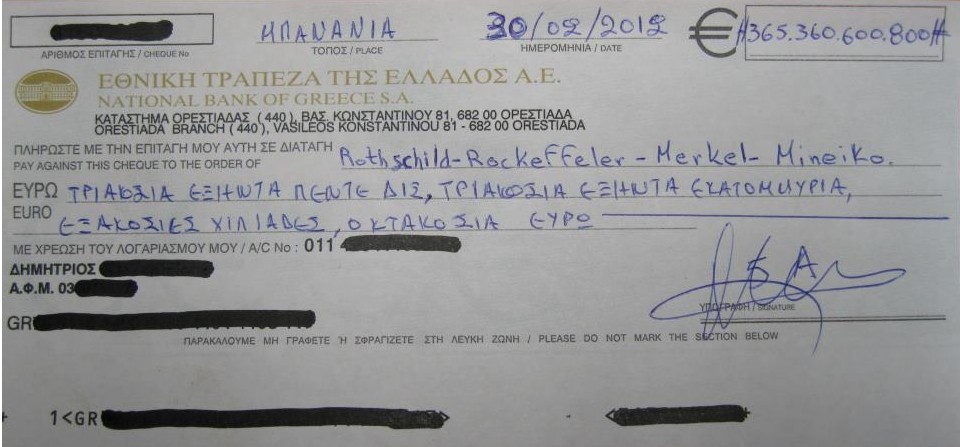 ΜΠΑΝΑΝΙΑ 30/02/2012 € #365.360.600.800#
ΑΡΙΘΜΟΣ ΕΠΙΤΑΓΗΣ / CHEQUE No ΤΟΠΟΣ / PLACE ΗΜΕΡΟΜΗΝΙΑ / DATE
ΕΘΝΙΚΗ ΤΡΑΠΕΖΑ ΤΗΣ ΕΛΛΑΔΟΣ Α.Ε.
NATIONAL BANK OF GREECE S.A.
ΚΑΤΑΣΤΗΜΑ ΟΡΕΣΤΙΑΔΑΣ (440), ΒΑΣ. ΚΩΝΣΤΑΝΤΙΝΟΥ 81, 682 00 ΟΡΕΣΤΙΑΔΑ
ORESTIADA BRANCH (440), VASILEOS KONSTANTINOU 81 - 682 00 ORESTIADA
ΠΛΗΡΩΣΤΕ ΜΕ ΤΗΝ ΕΠΙΤΑΓΗ ΜΟΥ ΑΥΤΗ ΣΕ ΔΙΑΤΑΓΗ
PAY AGAINST THIS CHEQUE TO THE ORDER OF Rothschild-Rockeffeler-Merkel-Mineiko.
ΕΥΡΩ ΤΡΙΑΚΟΣΙΑ ΕΞΗΝΤΑ ΠΕΝΤΕ ΔΙΣ, ΤΡΙΑΚΟΣΙΑ ΕΞΗΝΤΑ ΕΚΑΤΟΜΜΥΡΙΑ,
EURO ΕΞΑΚΟΣΙΕΣ ΧΙΛΙΑΔΕΣ, ΟΚΤΑΚΟΣΙΑ ΕΥΡΩ
ΜΕ ΧΡΕΩΣΗ ΤΟΥ ΛΟΓΑΡΙΑΣΜΟΥ ΜΟΥ / A/C No : 011
ΔΗΜΗΤΡΙΟΣ
Α.Φ.Μ. 03
ΥΠΟΓΡΑΦΗ / SIGNATURE
GR
ΠΑΡΑΚΑΛΟΥΜΕ ΜΗ ΓΡΑΦΕΤΕ Ή ΣΦΡΑΓΙΖΕΤΕ ΣΤΗ ΛΕΥΚΗ ΖΩΝΗ / PLEASE DO NOT MARK THE SECTION BELOW
1<GR > - < >